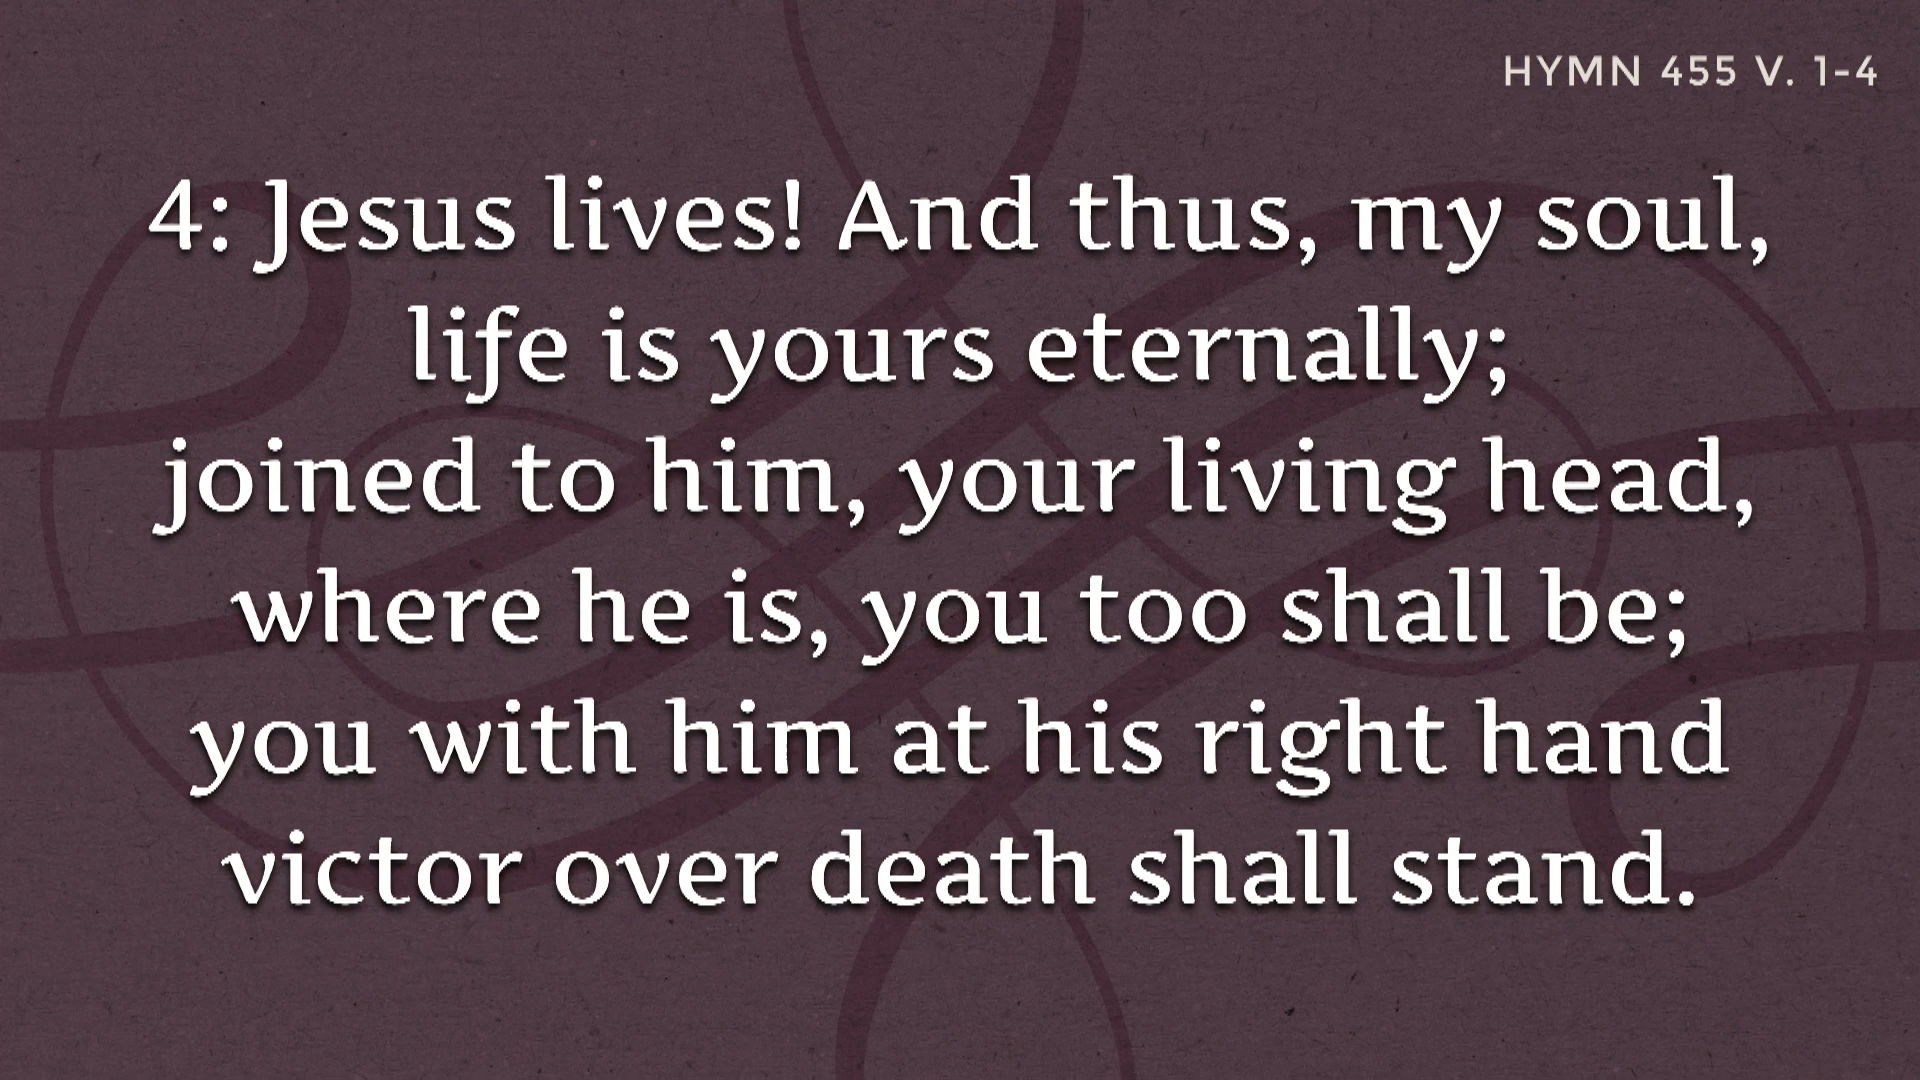 HYMN 455 V. 1-4
4: Jesus lives! And thus, my soul,
life is yours eternally;
joined to him, your living head,
where he is, you too shall be;
you with him at his right hand
victor over death shall stand.